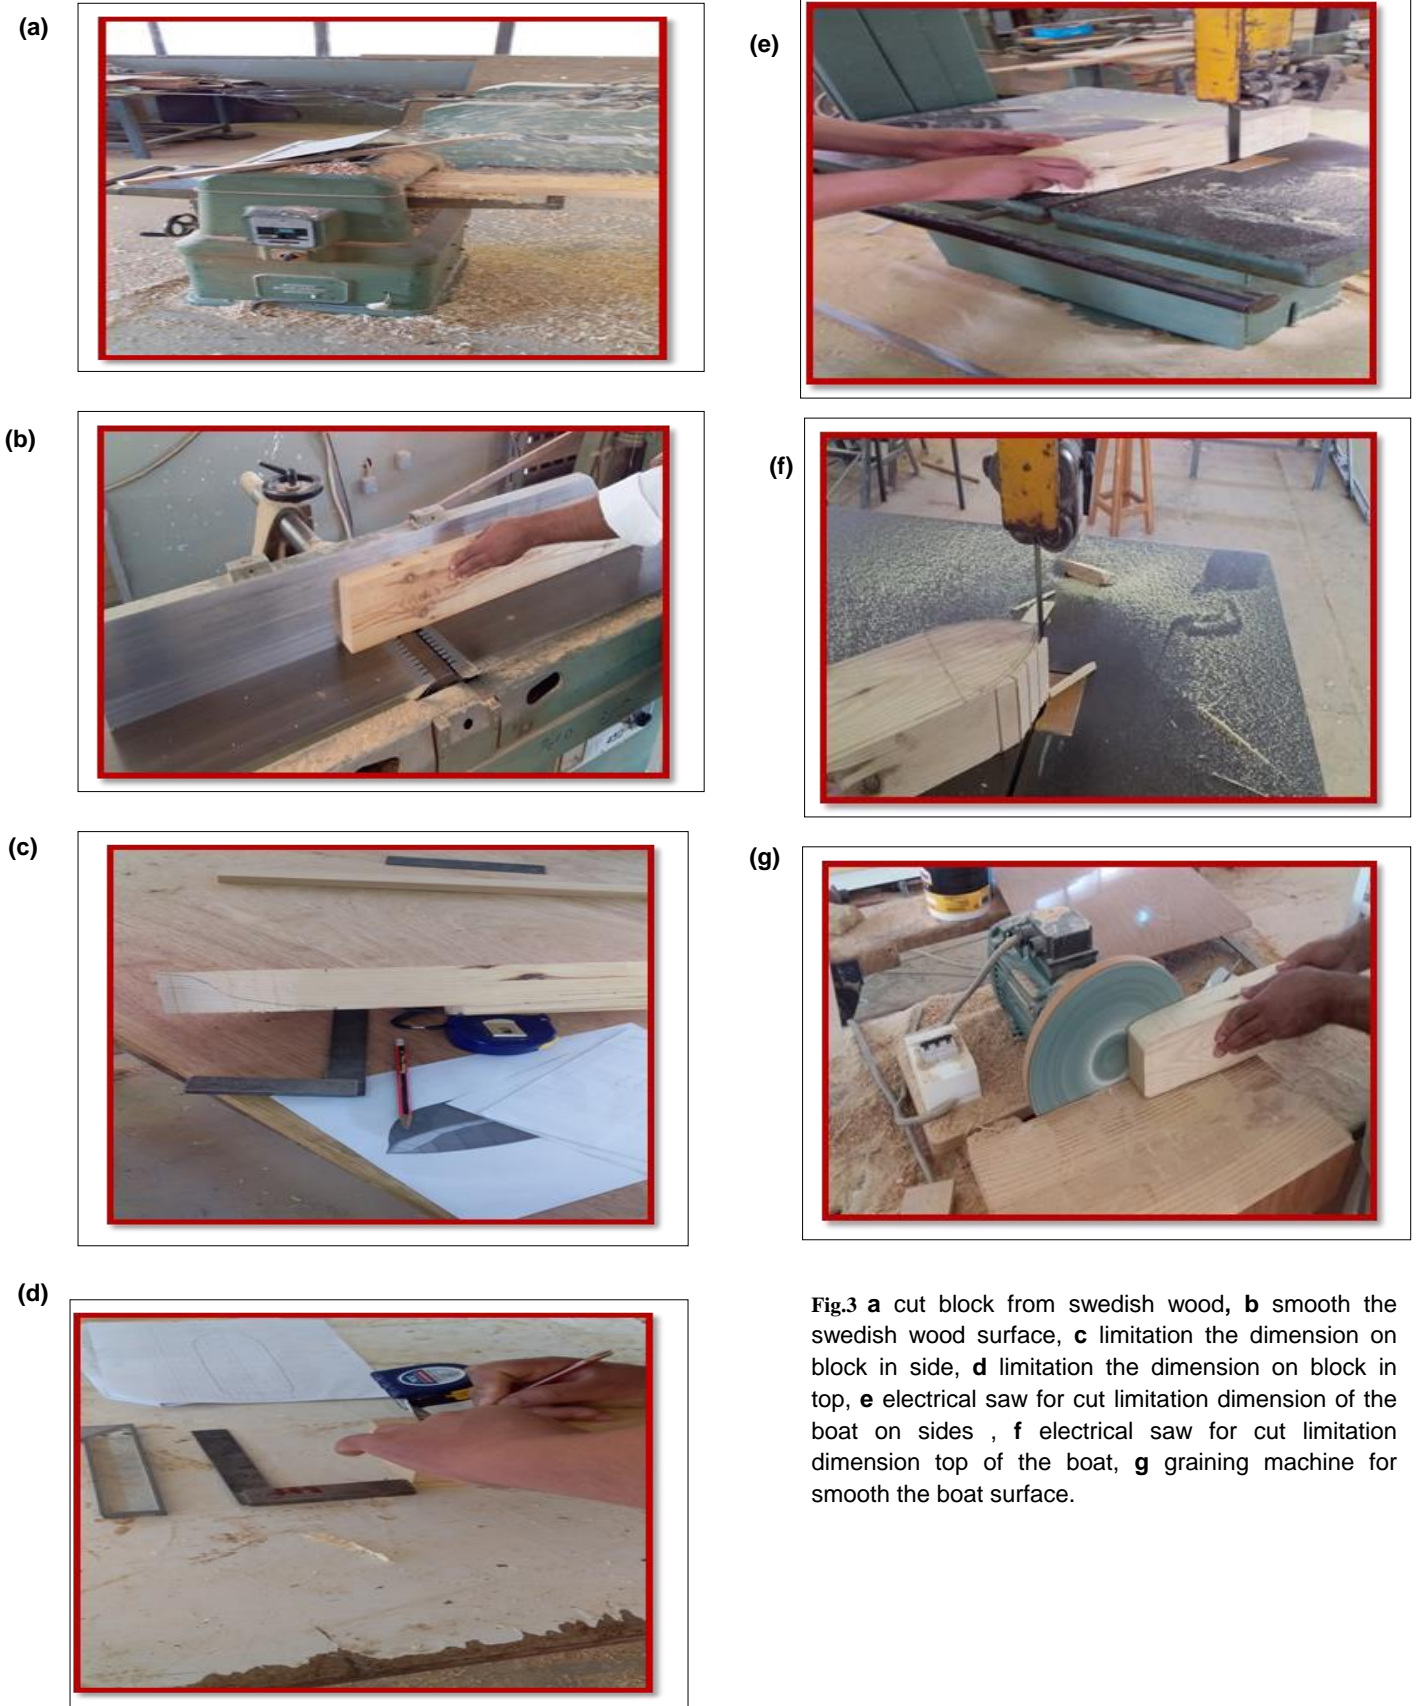 (a)
(b)
(c)
(d)
(e)
(f)
(g)
Fig.3 a cut block from swedish wood, b smooth the
swedish wood surface, c limitation the dimension on
block in side, d limitation the dimension on block in
top, e electrical saw for cut limitation dimension of the
boat on sides , f electrical saw for cut limitation
dimension top of the boat, g graining machine for
smooth the boat surface.